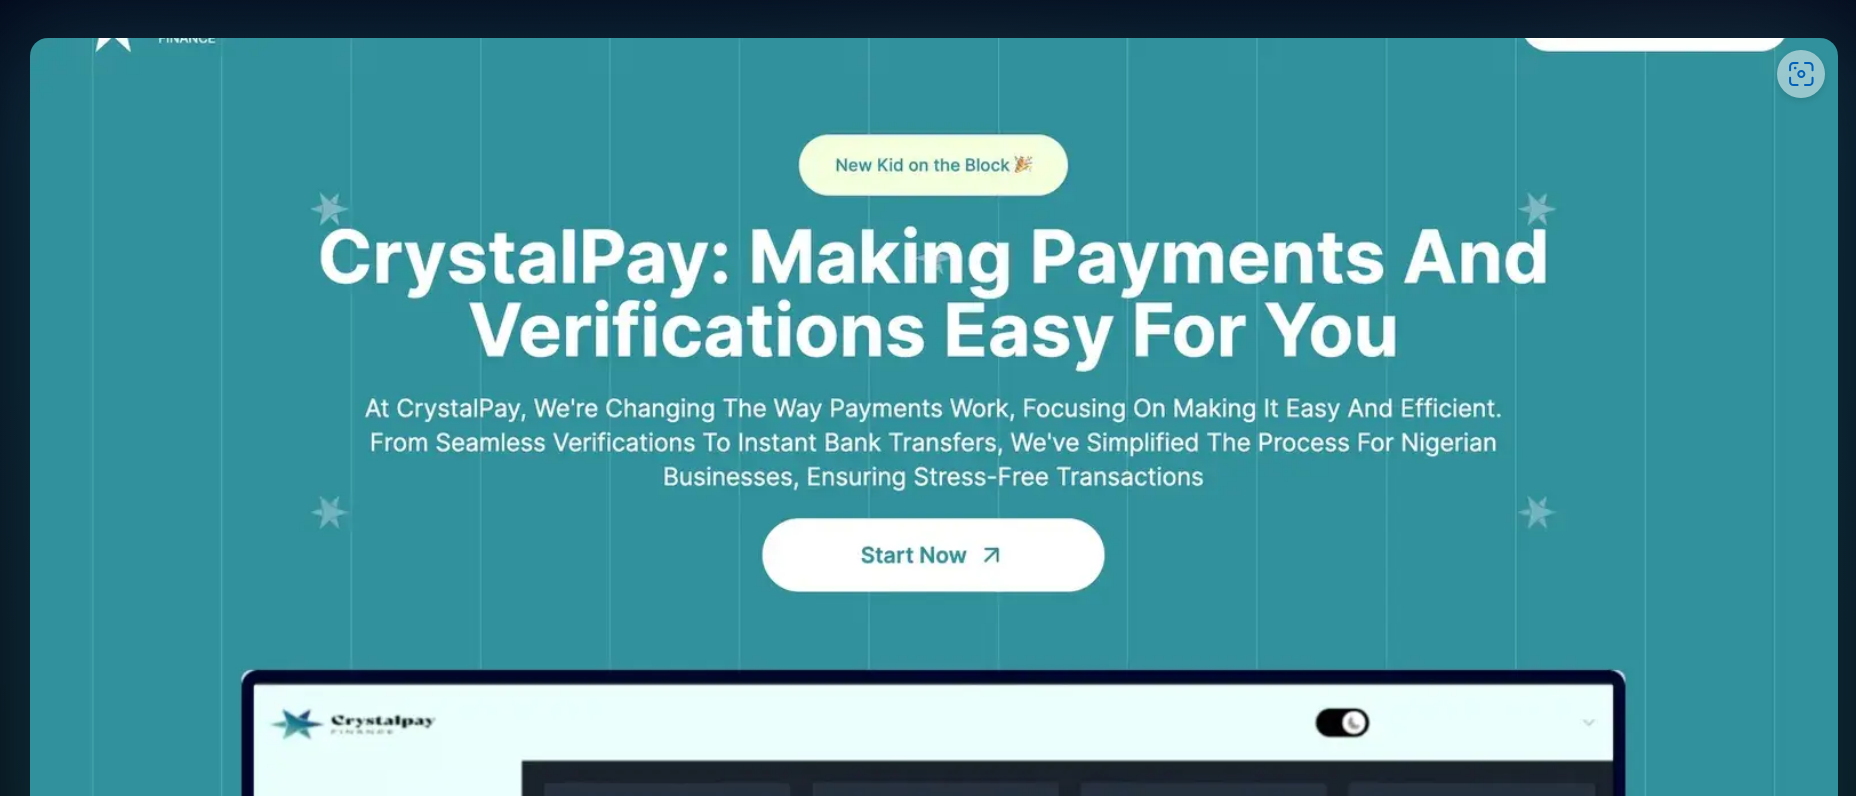 FINANCE
New Kid on the Block 🎉
CrystalPay: Making Payments And
Verifications Easy For You
At CrystalPay, We're Changing The Way Payments Work, Focusing On Making It Easy And Efficient.
From Seamless Verifications To Instant Bank Transfers, We've Simplified The Process For Nigerian
Businesses, Ensuring Stress-Free Transactions
Start Now
Crystalpay
FINANCE